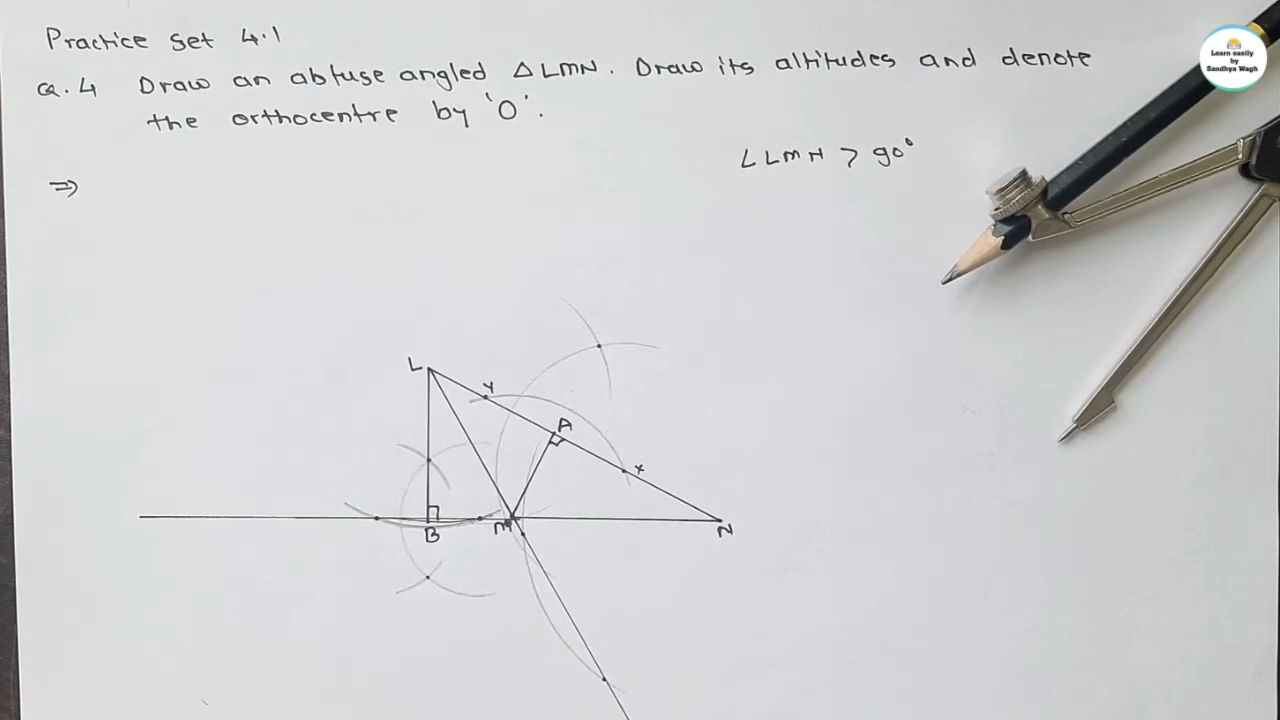 Practice set 4.1
Q.4 Draw an obtuse angled △LMN. Draw its altitudes and denote
the orthocentre by 'O'.
∠LMN > 90°
⇒
Learn easily
by
Sandhya Wagh
L
Y
A
X
B
M
N